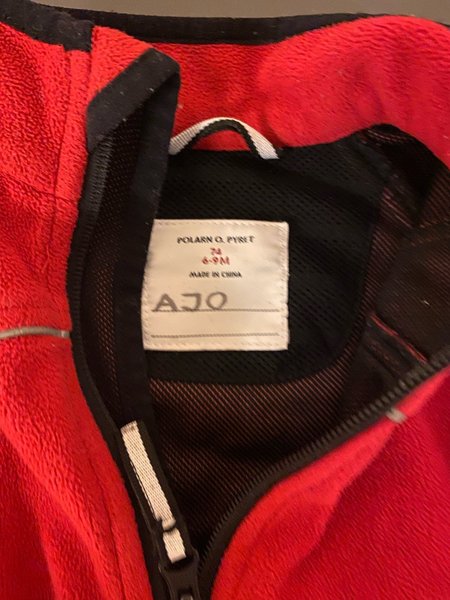 POLARN O. PYRET
74
6-9M
MADE IN CHINA
AJO